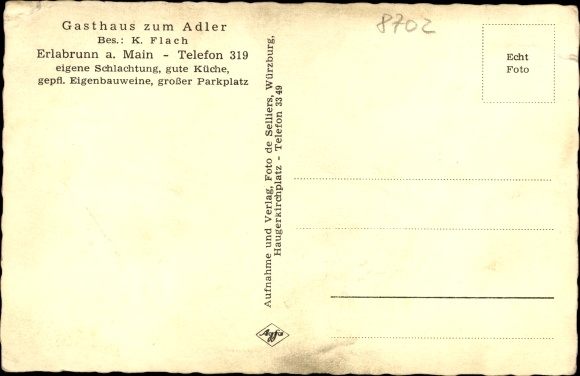 Gasthaus zum Adler
Bes.: K. Flach
Erlabrunn a. Main - Telefon 319
eigene Schlachtung, gute Küche,
gepfl. Eigenbauweine, großer Parkplatz
8702
Echt
Foto
Aufnahme und Verlag, Foto de Selliers, Würzburg,
Haugerkirchplatz - Telefon 33 49
Agfa